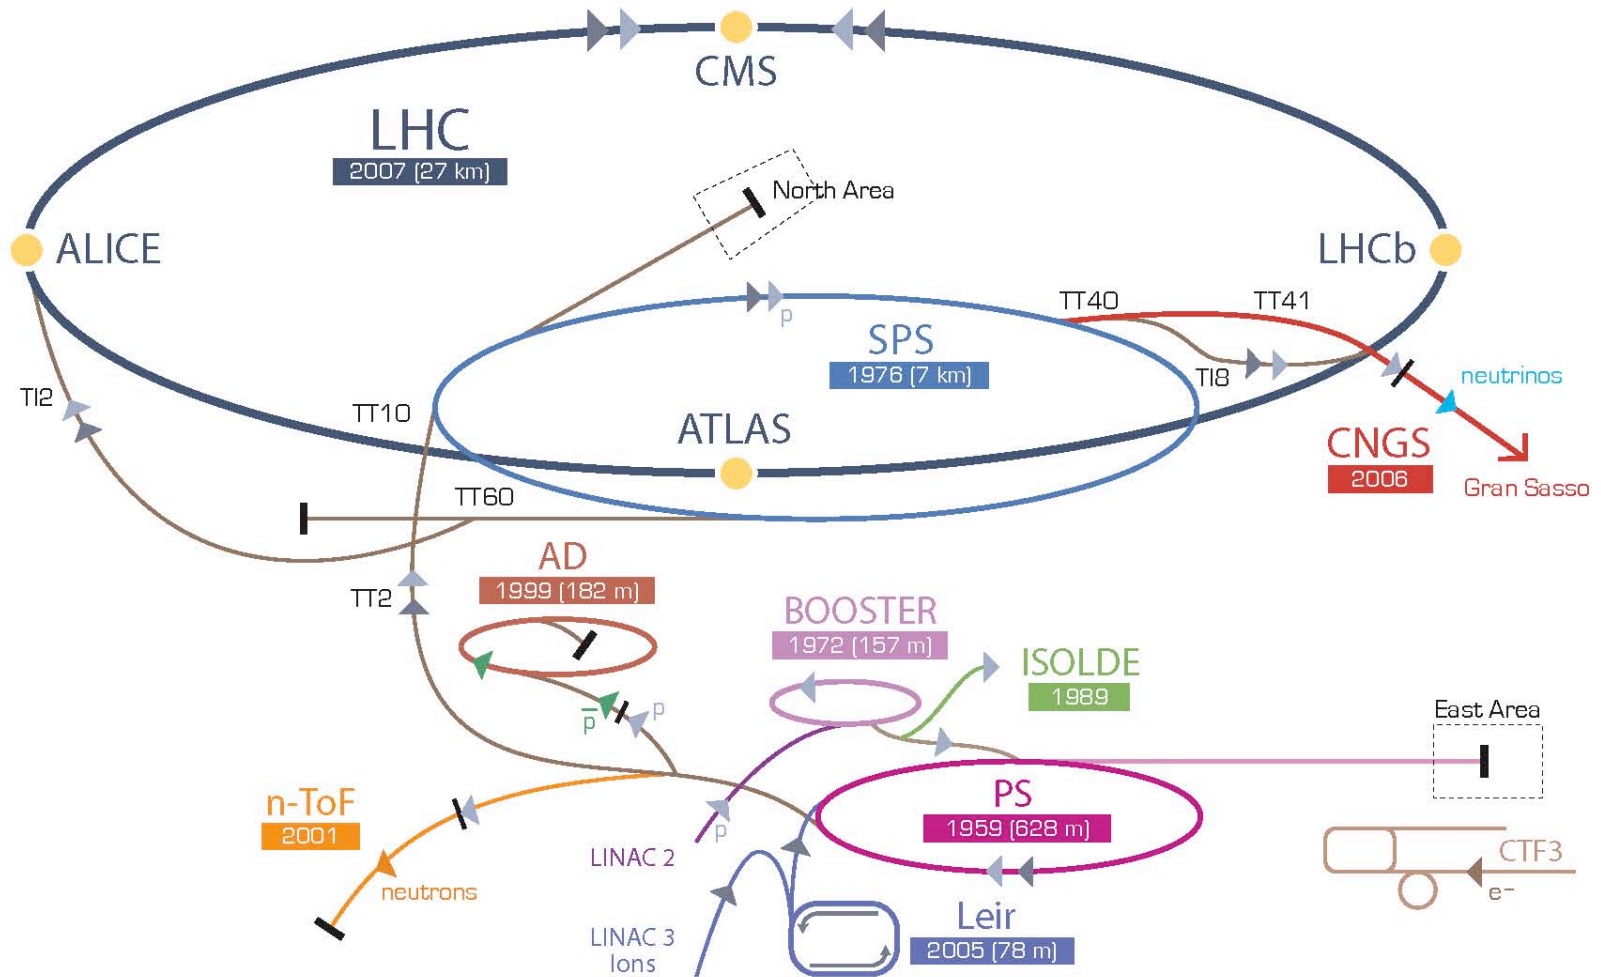 CMS
LHC
2007 (27 km)
North Area
ALICE
LHCb
TT40
TT41
p
SPS
1976 (7 km)
TI8
neutrinos
TI2
TT10
ATLAS
CNGS
2006
Gran Sasso
TT60
AD
1999 (182 m)
TT2
BOOSTER
1972 (157 m)
ISOLDE
1989
p̅
p
East Area
n-ToF
2001
PS
1959 (628 m)
p
LINAC 2
neutrons
CTF3
e-
Leir
2005 (78 m)
LINAC 3
Ions